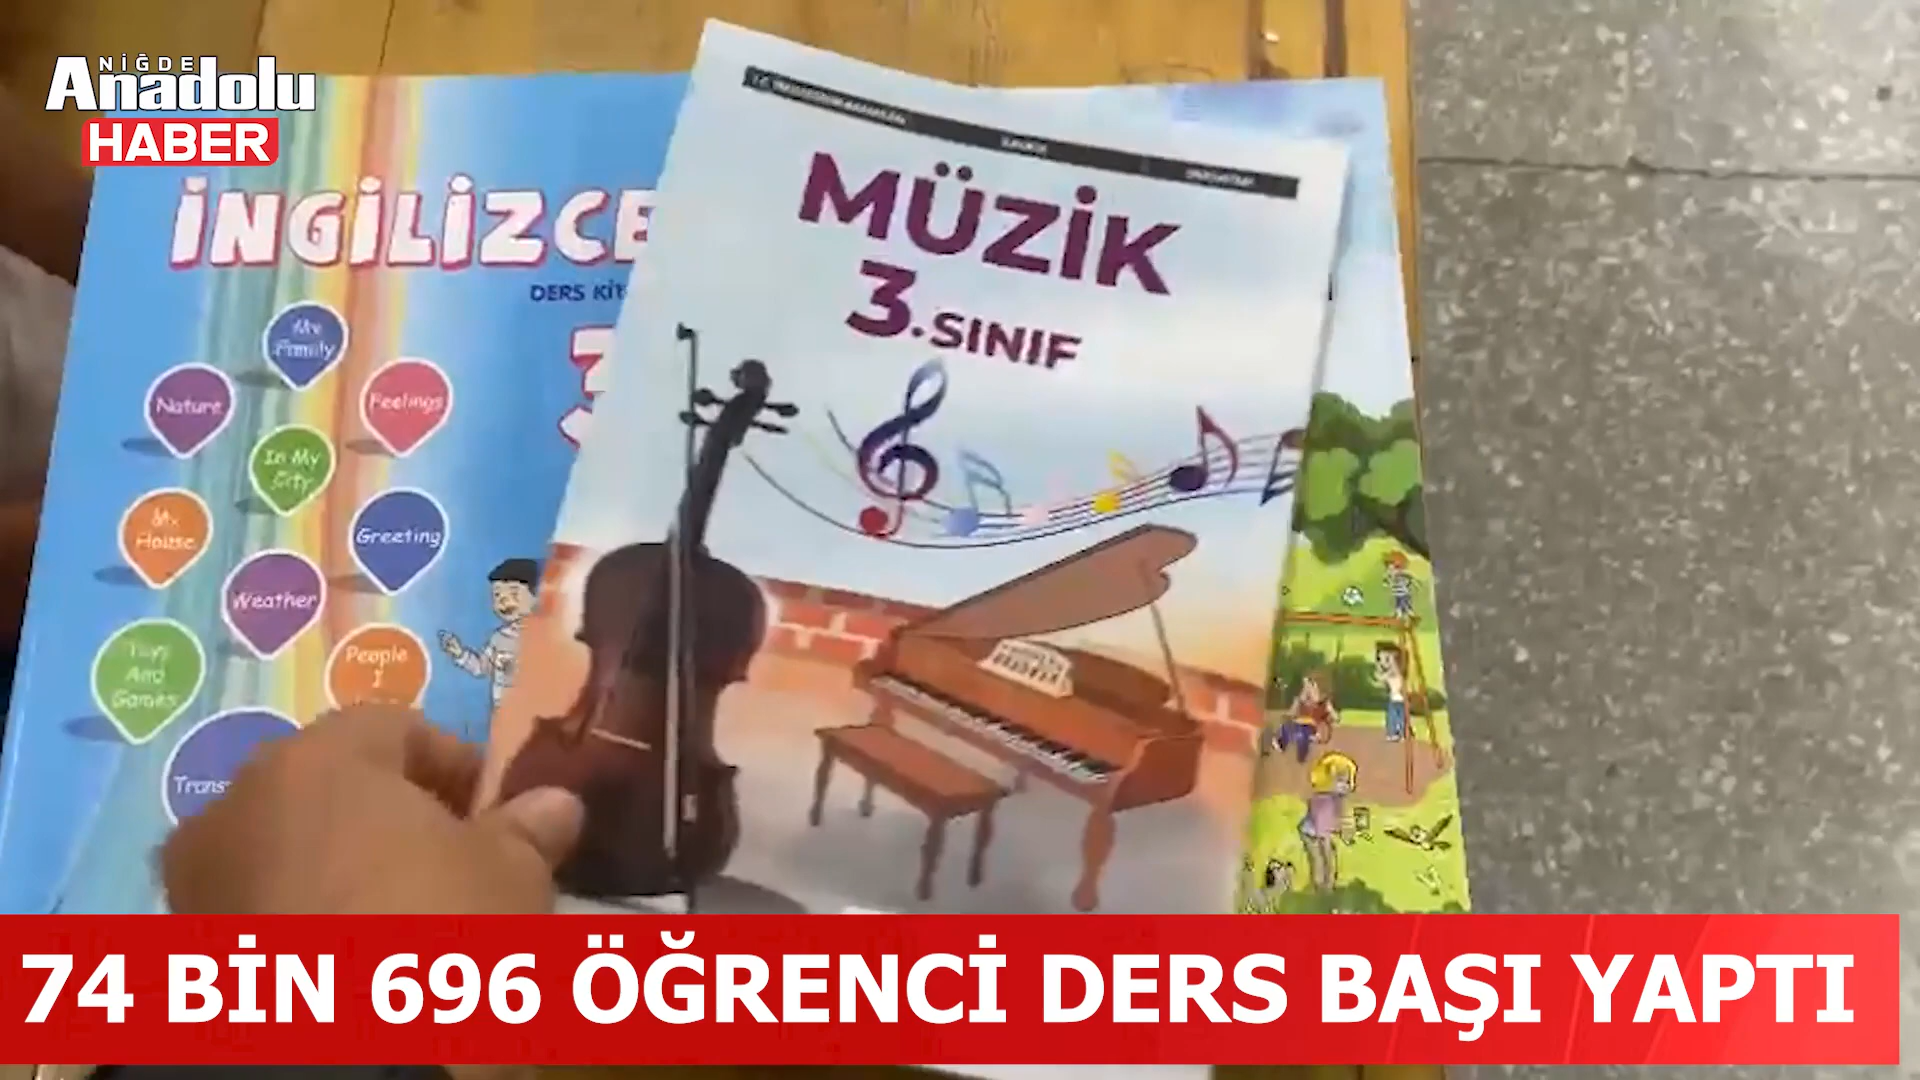 NİĞDE
Anadolu
HABER
MÜZİK
3.SINIF
İNGİLİZCE
DERS KİT
3
My
Family
Nature
Feelings
In My
City
My
House
Greeting
Weather
Toys
And
Games
People
I
Trans
74 BİN 696 ÖĞRENCİ DERS BAŞI YAPTI